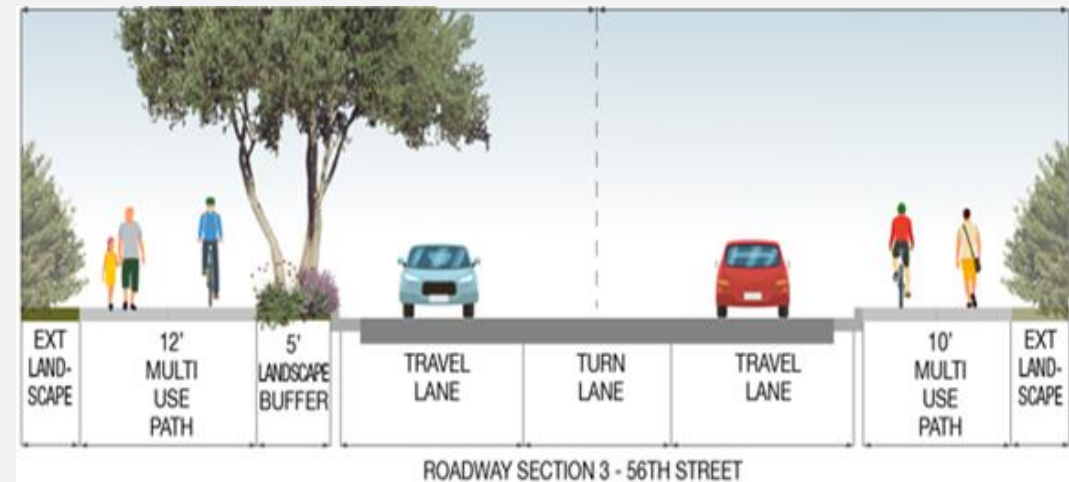 EXT
LAND-
SCAPE
12'
MULTI
USE
PATH
5'
LANDSCAPE
BUFFER
TRAVEL
LANE
TURN
LANE
TRAVEL
LANE
10'
MULTI
USE
PATH
EXT
LAND-
SCAPE
ROADWAY SECTION 3 - 56TH STREET